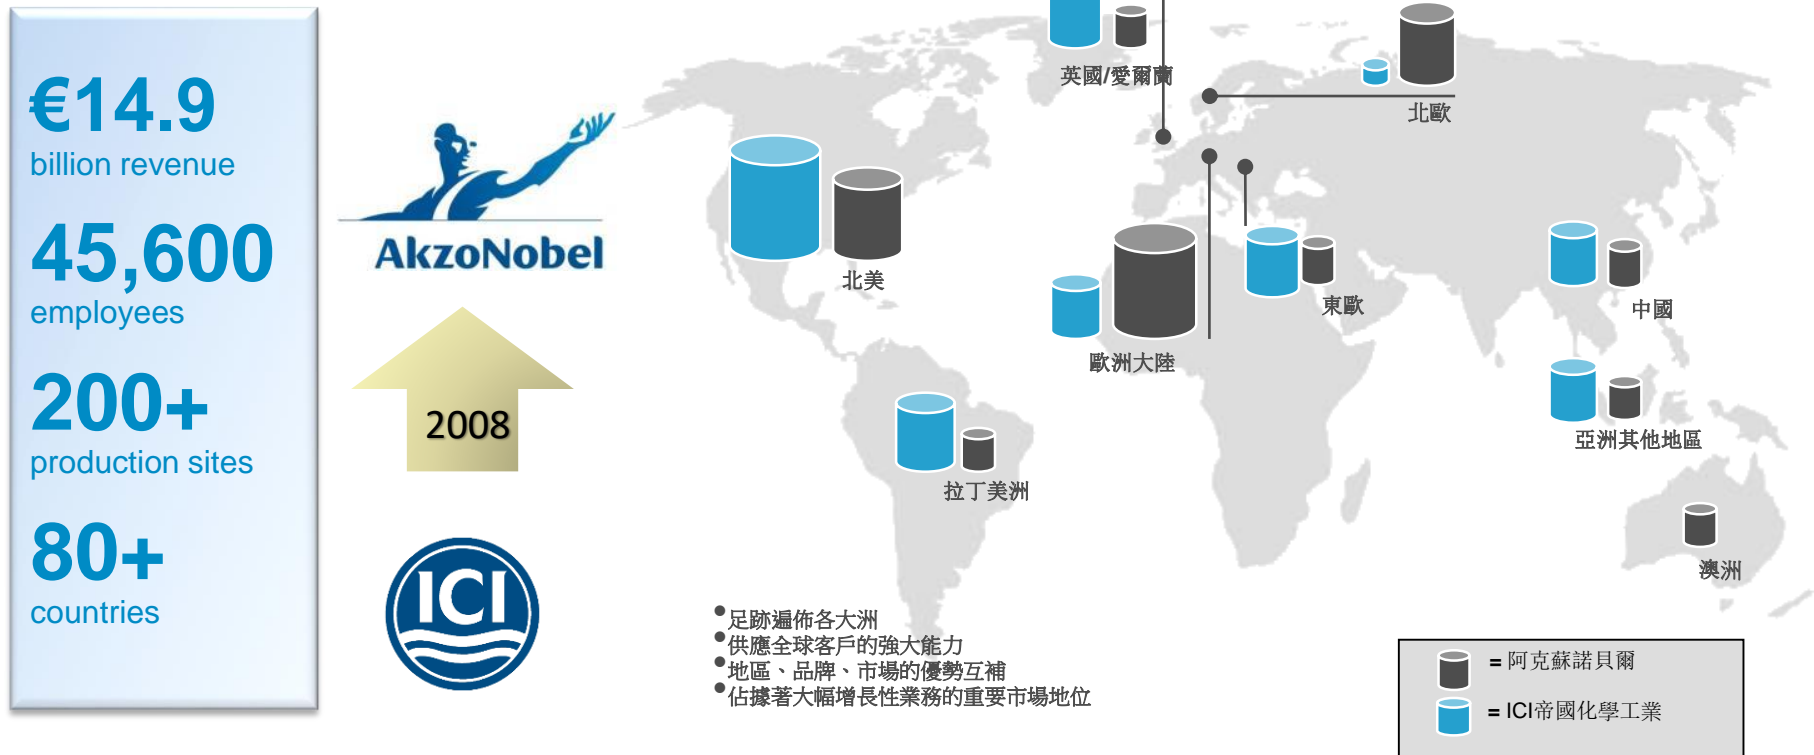 €14.9
billion revenue
45,600
employees
200+
production sites
80+
countries
AkzoNobel
2008
ICI
英國/愛爾蘭
北歐
北美
東歐
中國
歐洲大陸
亞洲其他地區
拉丁美洲
澳洲
•足跡遍佈各大洲
•供應全球客戶的強大能力
•地區、品牌、市場的優勢互補
•佔據著大幅增長性業務的重要市場地位
= 阿克蘇諾貝爾
= ICI帝國化學工業